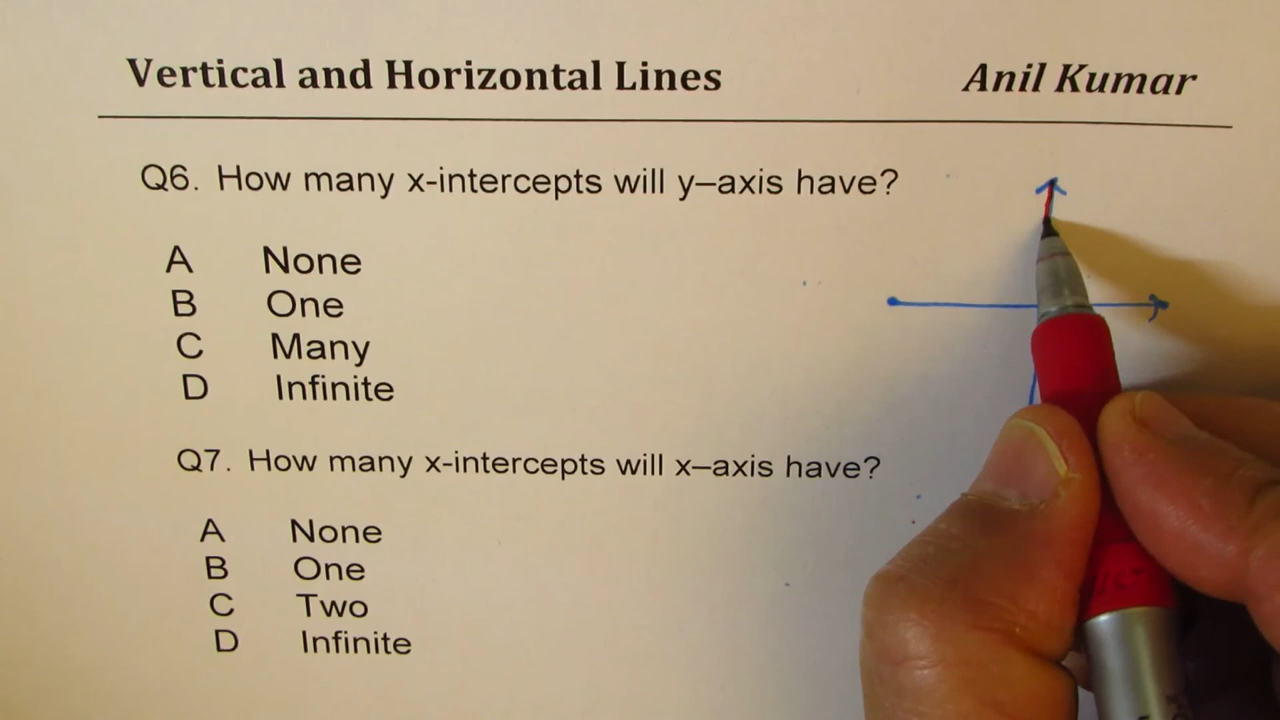 Vertical and Horizontal Lines Anil Kumar
Q6. How many x-intercepts will y–axis have?
A None
B One
C Many
D Infinite
Q7. How many x-intercepts will x–axis have?
A None
B One
C Two
D Infinite